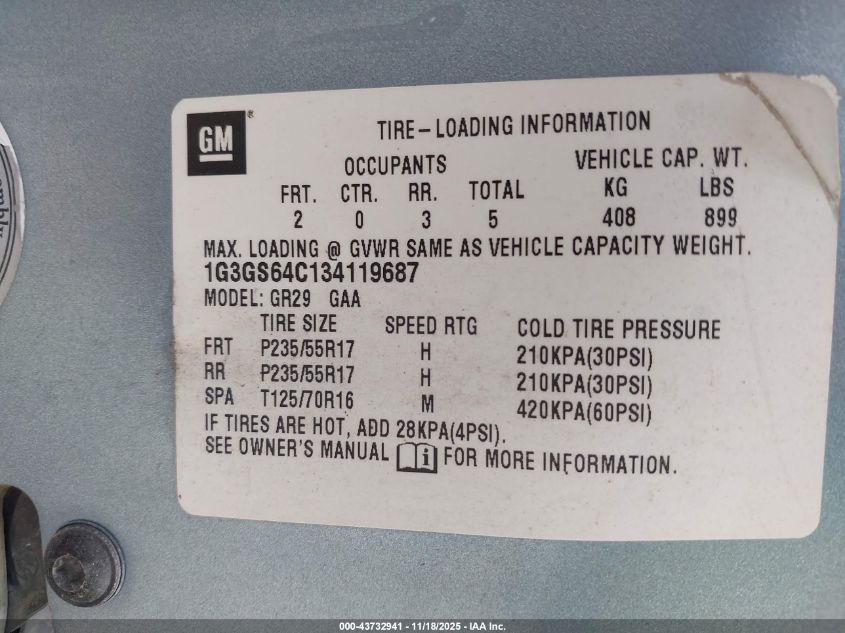 GM®
TIRE-LOADING INFORMATION
OCCUPANTS VEHICLE CAP. WT.
FRT. CTR. RR. TOTAL KG LBS
2 0 3 5 408 899
MAX. LOADING @ GVWR SAME AS VEHICLE CAPACITY WEIGHT.
1G3GS64C134119687
MODEL: GR29 GAA
TIRE SIZE SPEED RTG COLD TIRE PRESSURE
FRT P235/55R17 H 210KPA(30PSI)
RR P235/55R17 H 210KPA(30PSI)
SPA T125/70R16 M 420KPA(60PSI)
IF TIRES ARE HOT, ADD 28KPA(4PSI).
SEE OWNER'S MANUAL i FOR MORE INFORMATION.
000-43732941 - 11/18/2025 - IAA Inc.